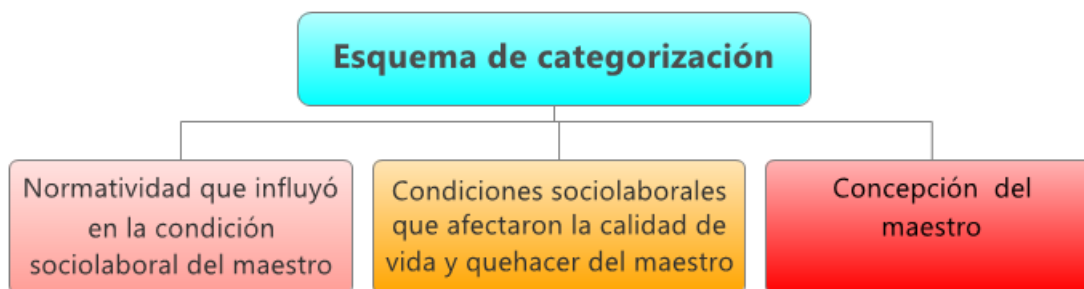 Esquema de categorización
Normatividad que influyó
en la condición
sociolaboral del maestro
Condiciones sociolaborales
que afectaron la calidad de
vida y quehacer del maestro
Concepción del
maestro